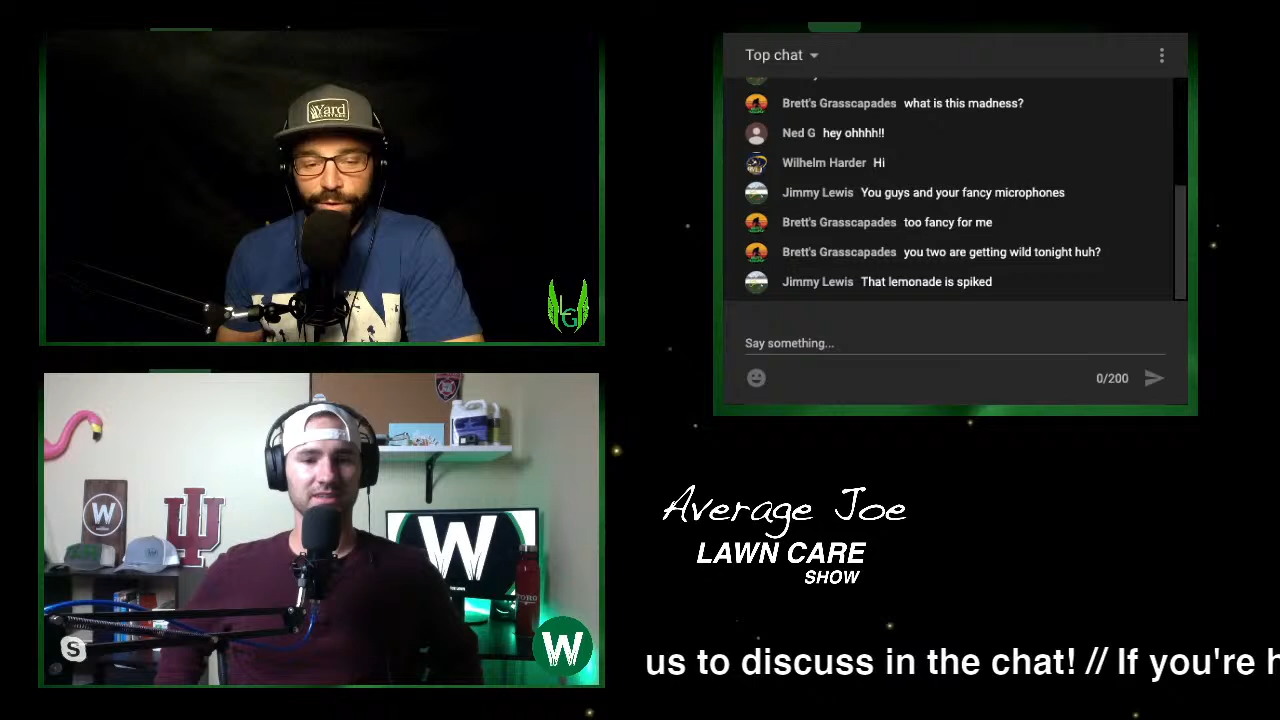 Yard
LG
Top chat
Brett's Grasscapades what is this madness?
Ned G hey ohhhh!!
Wilhelm Harder Hi
Jimmy Lewis You guys and your fancy microphones
Brett's Grasscapades too fancy for me
Brett's Grasscapades you two are getting wild tonight huh?
Jimmy Lewis That lemonade is spiked
Say something...
0/200
W
W
TORO
S
W
Average Joe
LAWN CARE
SHOW
us to discuss in the chat! // If you're h